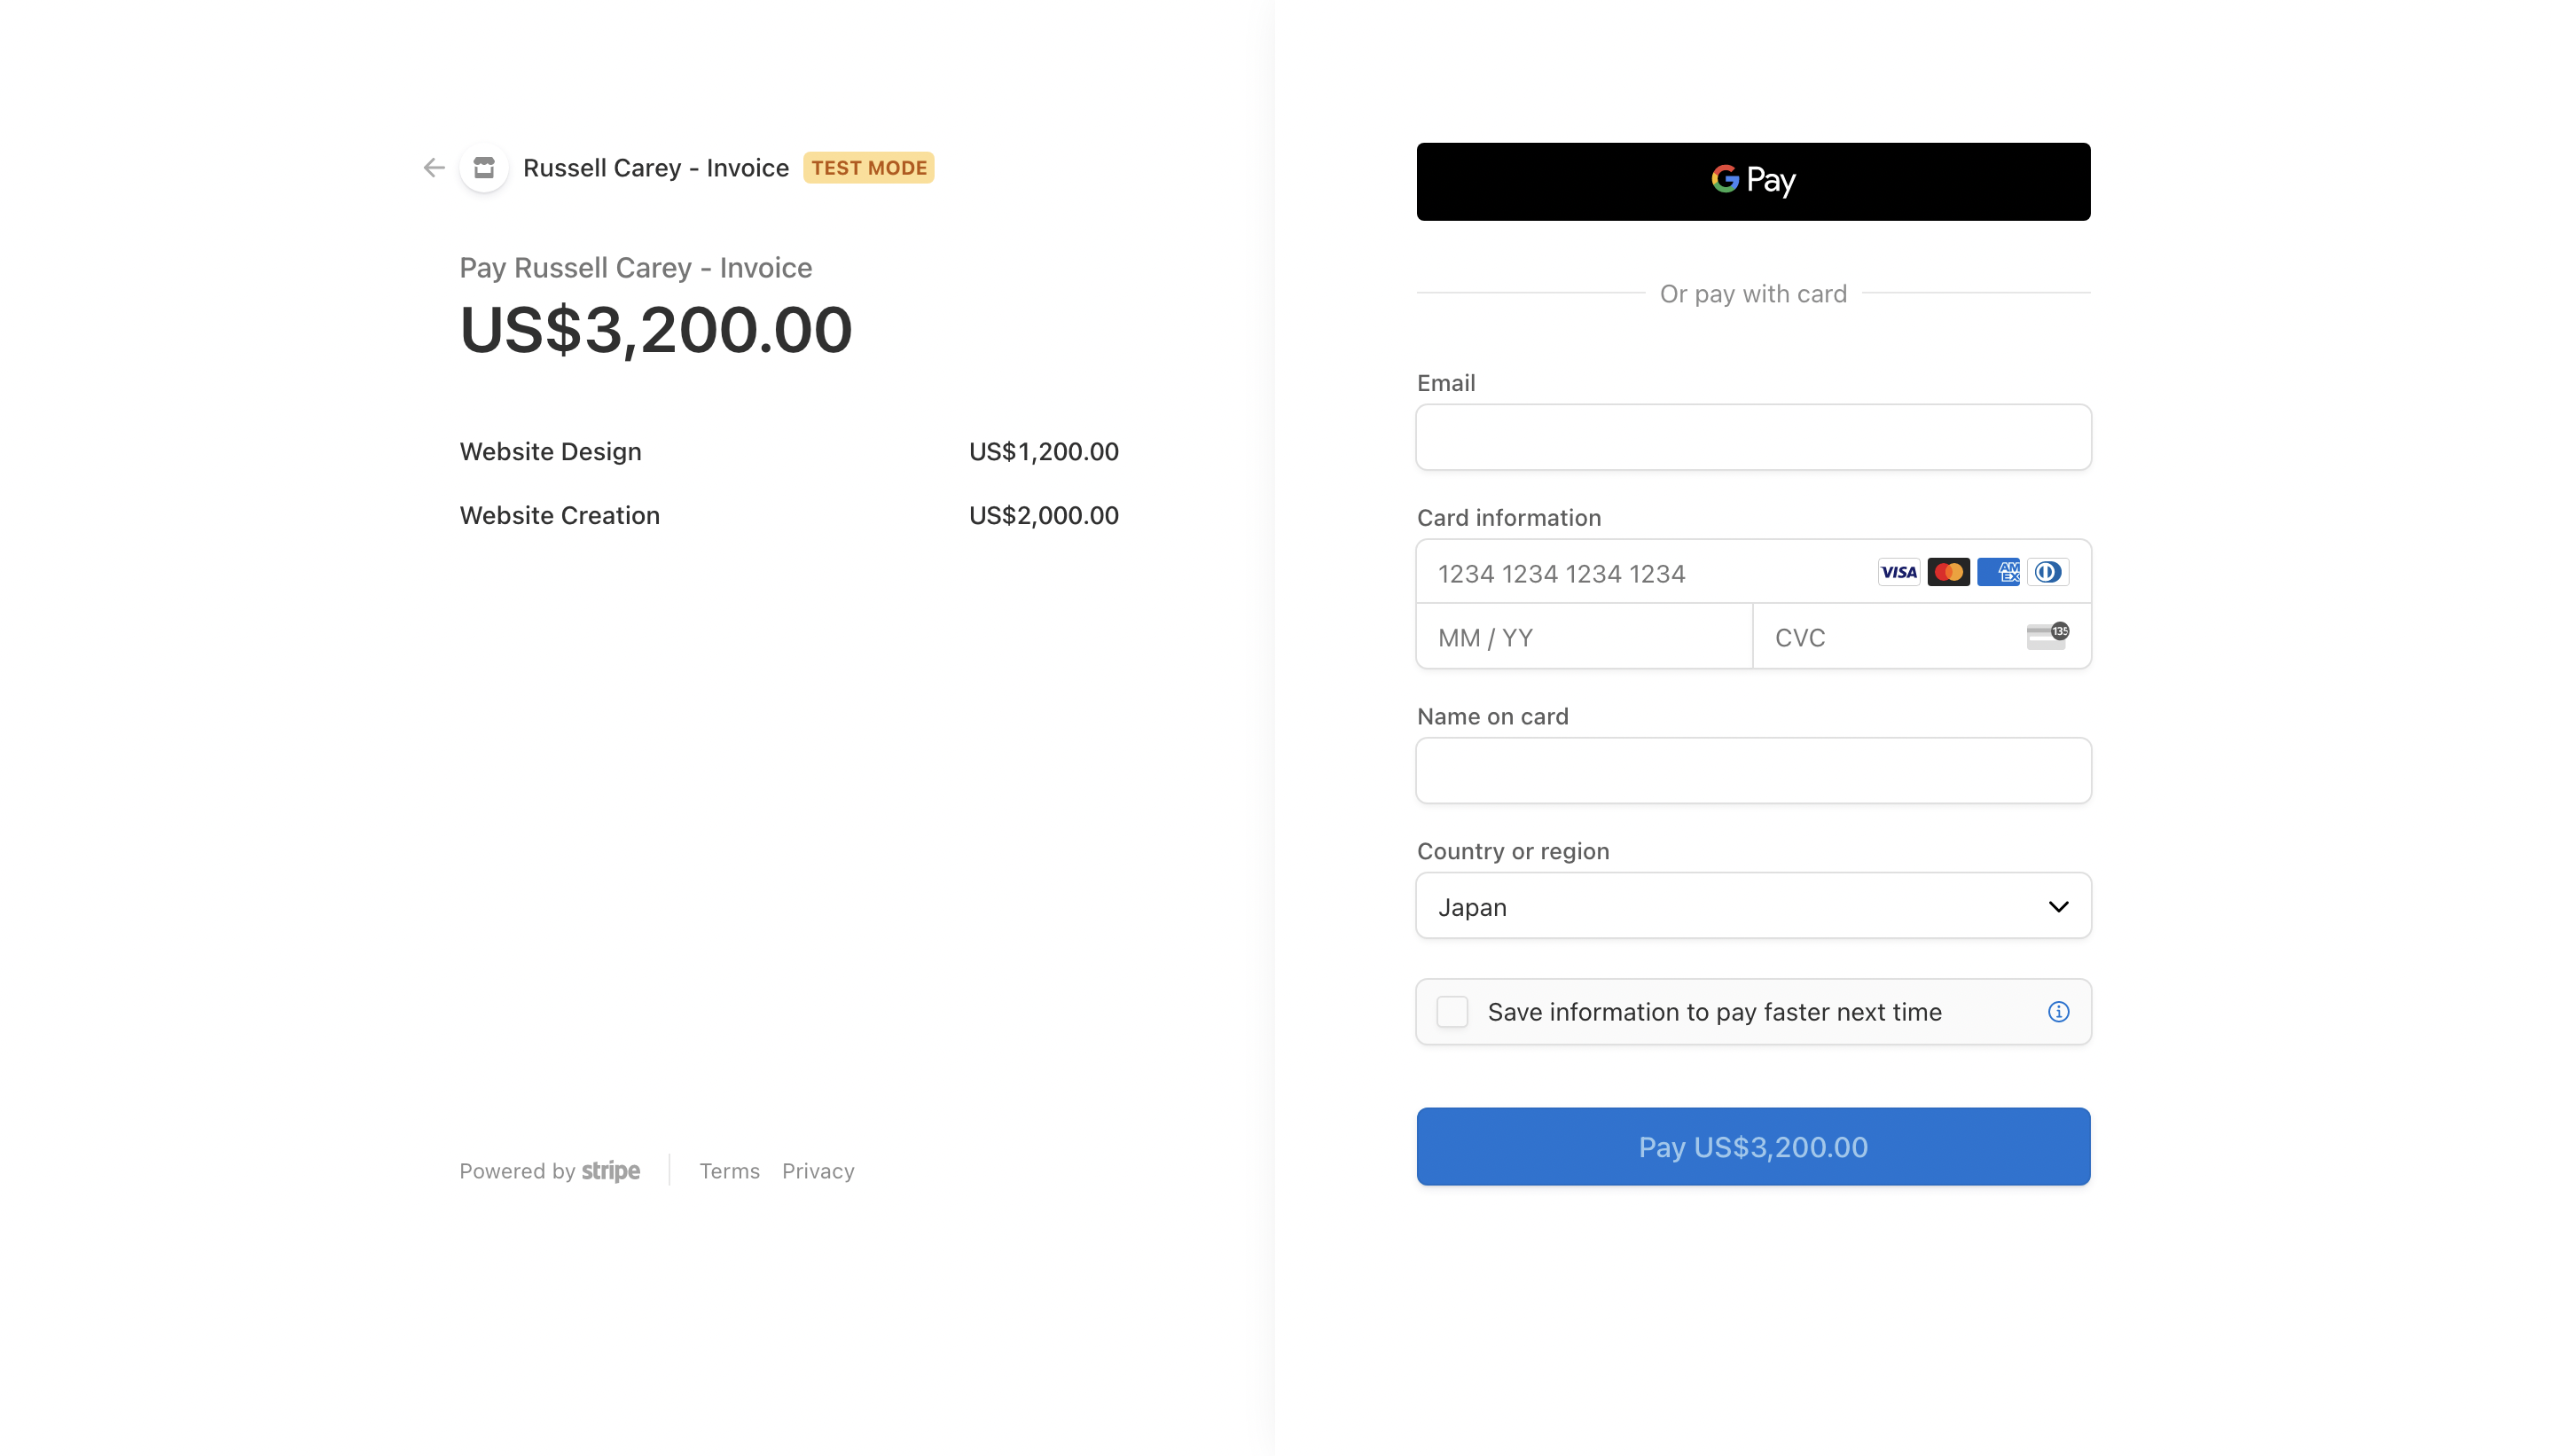 Russell Carey - Invoice TEST MODE
Pay Russell Carey - Invoice
US$3,200.00
Website Design US$1,200.00
Website Creation US$2,000.00
Powered by stripe Terms Privacy
G Pay
Or pay with card
Email
Card information
1234 1234 1234 1234 VISA AM EX
MM / YY CVC 135
Name on card
Country or region
Japan
Save information to pay faster next time
Pay US$3,200.00